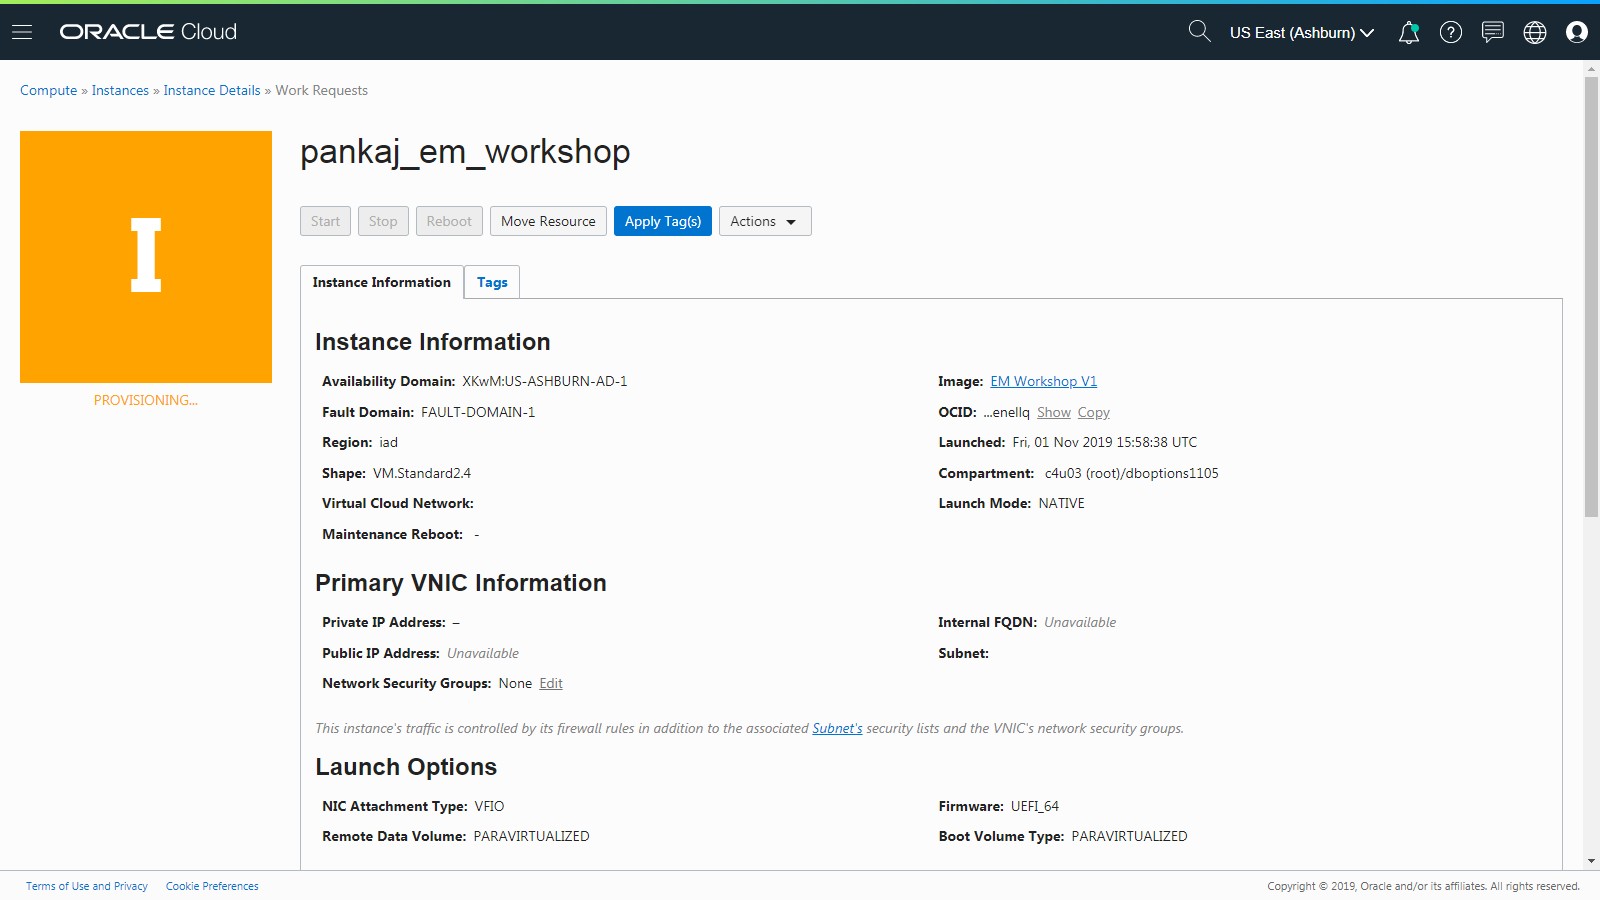 ORACLE Cloud
US East (Ashburn)
Compute » Instances » Instance Details » Work Requests
I
PROVISIONING...
pankaj_em_workshop
Start Stop Reboot Move Resource Apply Tag(s) Actions
Instance Information Tags
Instance Information
Availability Domain: XKwM:US-ASHBURN-AD-1
Fault Domain: FAULT-DOMAIN-1
Region: iad
Shape: VM.Standard2.4
Virtual Cloud Network:
Maintenance Reboot: -
Image: EM Workshop V1
OCID: ...enellq Show Copy
Launched: Fri, 01 Nov 2019 15:58:38 UTC
Compartment: c4u03 (root)/dboptions1105
Launch Mode: NATIVE
Primary VNIC Information
Private IP Address: –
Public IP Address: Unavailable
Network Security Groups: None Edit
Internal FQDN: Unavailable
Subnet:
This instance's traffic is controlled by its firewall rules in addition to the associated Subnet's security lists and the VNIC's network security groups.
Launch Options
NIC Attachment Type: VFIO
Remote Data Volume: PARAVIRTUALIZED
Firmware: UEFI_64
Boot Volume Type: PARAVIRTUALIZED
Terms of Use and Privacy Cookie Preferences
Copyright © 2019, Oracle and/or its affiliates. All rights reserved.